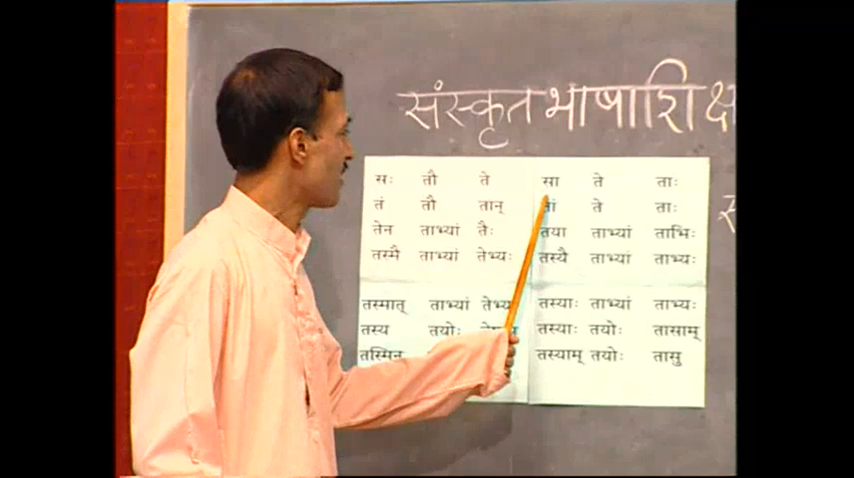 संस्कृतभाषाशि
सः तौ ते सा ते ताः
तं तौ तान् तां ते ताः
तेन ताभ्यां तैः तया ताभ्यां ताभिः
तस्मै ताभ्यां तेभ्यः तस्यै ताभ्यां ताभ्यः
तस्मात् ताभ्यां तस्याः ताभ्यां ताभ्यः
तस्य तयोः तस्याः तयोः तासाम्
तस्मिन् तस्याम् तयोः तासु